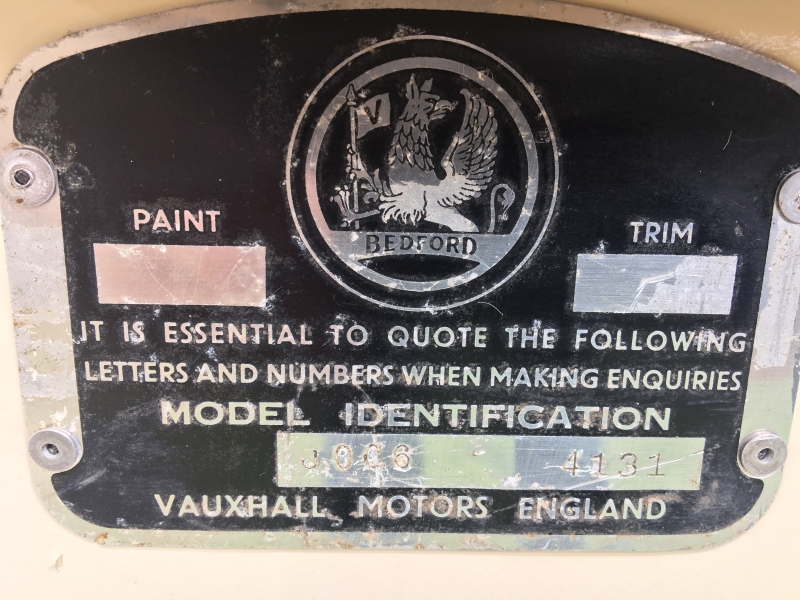 V
BEDFORD
PAINT
TRIM
IT IS ESSENTIAL TO QUOTE THE FOLLOWING
LETTERS AND NUMBERS WHEN MAKING ENQUIRIES
MODEL IDENTIFICATION
J0C6 4131
VAUXHALL MOTORS ENGLAND